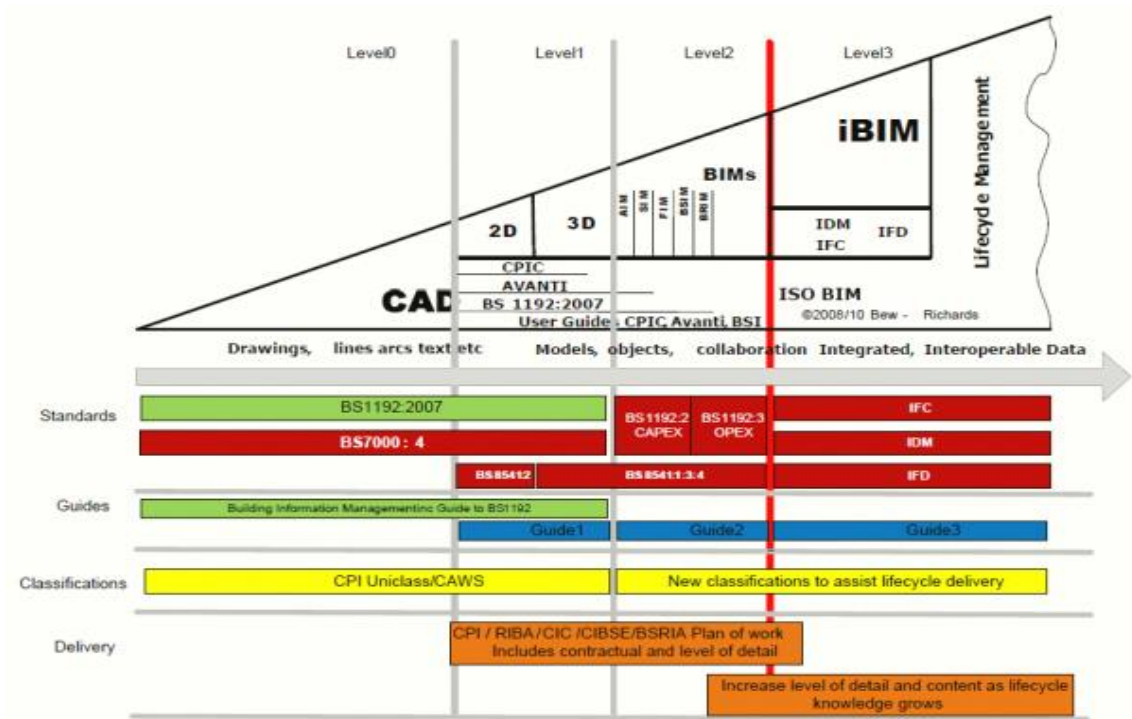 Level0
Level1
Level2
Level3
iBIM
BIMs
Lifecycle Management
AIM
SIM
FIM
BSIM
BRIM
2D
3D
IDM
IFD
IFC
CPIC
AVANTI
CAD
BS 1192:2007
ISO BIM
User Guides CPIC, Avanti, BSI
©2008/10 Bew - Richards
Drawings, lines arcs text etc
Models, objects, collaboration
Integrated, Interoperable Data
Standards
BS1192:2007
BS1192:2
CAPEX
BS1192:3
OPEX
IFC
BS7000: 4
IDM
BS8541:2
BS8541:1:3:4
IFD
Guides
Building Information Managementinc Guide to BS1192
Guide1
Guide2
Guide3
Classifications
CPI Uniclass/CAWS
New classifications to assist lifecycle delivery
Delivery
CPI / RIBA /CIC /CIBSE/BSRIA Plan of work
Includes contractual and level of detail
Increase level of detail and content as lifecycle
knowledge grows